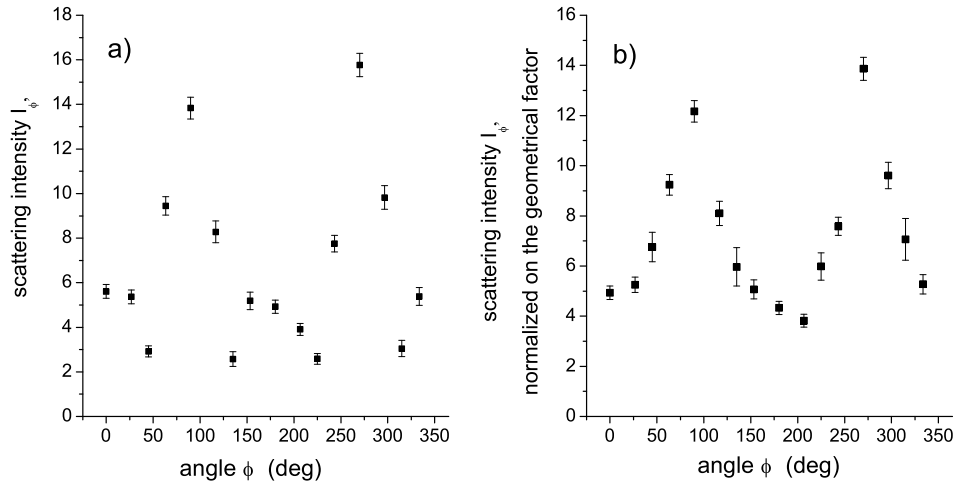 a)
scattering intensity I_ϕ,
18
16
14
12
10
8
6
4
2
0
0 50 100 150 200 250 300 350
angle ϕ (deg)
b)
scattering intensity I_ϕ,
normalized on the geometrical factor
16
14
12
10
8
6
4
2
0
0 50 100 150 200 250 300 350
angle ϕ (deg)